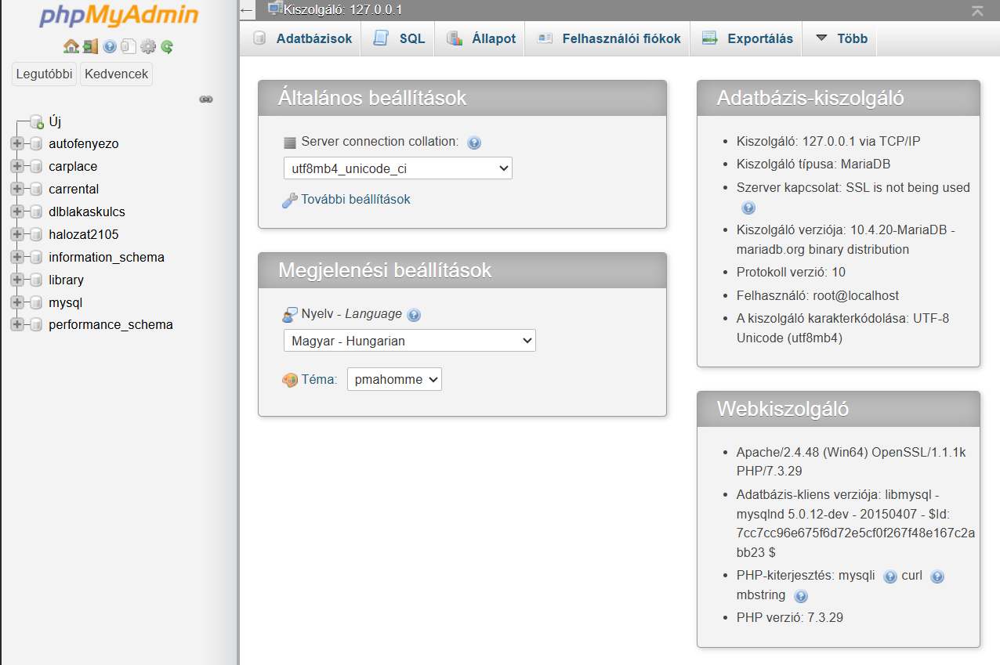 phpMyAdmin
Legutóbbi Kedvencek
Új
autofenyezo
carplace
carrental
dlblakaskulcs
halozat2105
information_schema
library
mysql
performance_schema
Kiszolgáló: 127.0.0.1
Adatbázisok SQL Állapot Felhasználói fiókok Exportálás Több
Általános beállítások
Server connection collation:
utf8mb4_unicode_ci
További beállítások
Megjelenési beállítások
Nyelv - Language
Magyar - Hungarian
Téma: pmahomme
Adatbázis-kiszolgáló
• Kiszolgáló: 127.0.0.1 via TCP/IP
• Kiszolgáló típusa: MariaDB
• Szerver kapcsolat: SSL is not being used
• Kiszolgáló verziója: 10.4.20-MariaDB -
mariadb.org binary distribution
• Protokoll verzió: 10
• Felhasználó: root@localhost
• A kiszolgáló karakterkódolása: UTF-8
Unicode (utf8mb4)
Webkiszolgáló
• Apache/2.4.48 (Win64) OpenSSL/1.1.1k
PHP/7.3.29
• Adatbázis-kliens verziója: libmysql -
mysqlnd 5.0.12-dev - 20150407 - $Id:
7cc7cc96e675f6d72e5cf0f267f48e167c2a
bb23 $
• PHP-kiterjesztés: mysqli curl
mbstring
• PHP verzió: 7.3.29